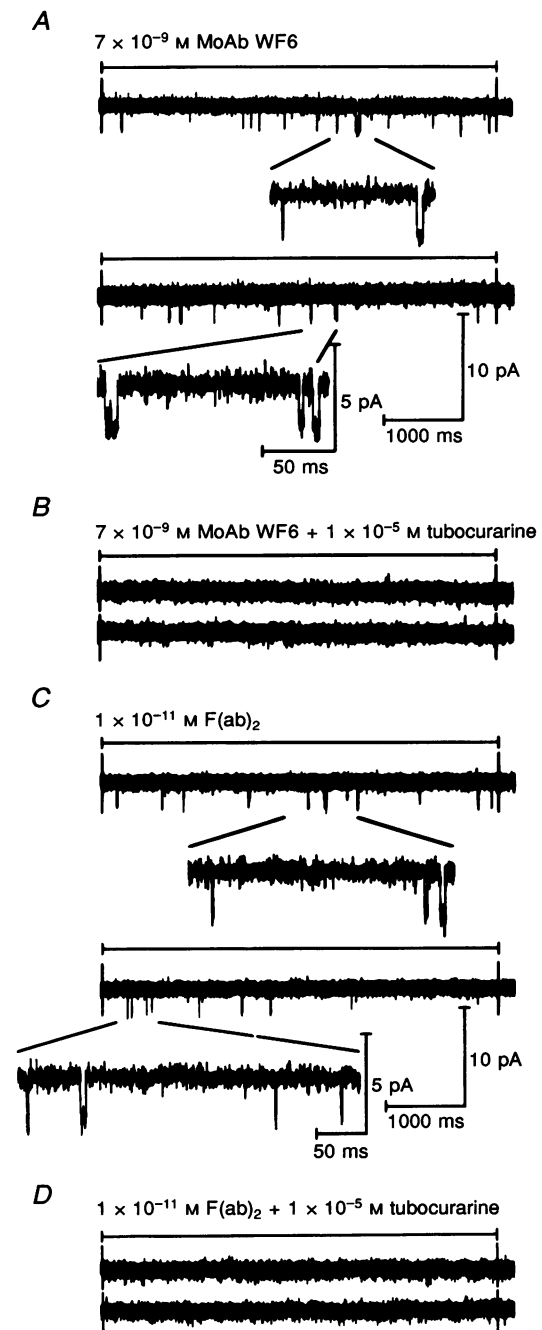 A
7 × 10⁻⁹ M MoAb WF6
10 pA
5 pA
1000 ms
50 ms
B
7 × 10⁻⁹ M MoAb WF6 + 1 × 10⁻⁵ M tubocurarine
C
1 × 10⁻¹¹ M F(ab)₂
10 pA
5 pA
1000 ms
50 ms
D
1 × 10⁻¹¹ M F(ab)₂ + 1 × 10⁻⁵ M tubocurarine